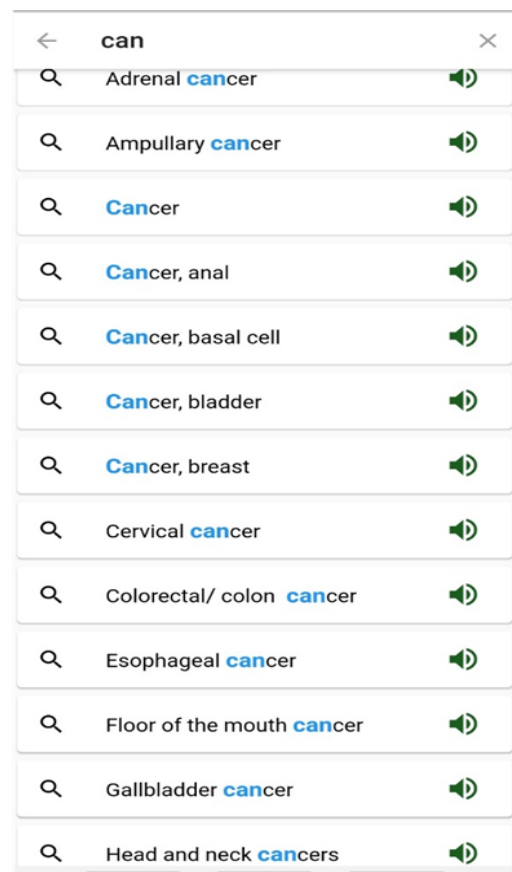 can
Adrenal cancer
Ampullary cancer
Cancer
Cancer, anal
Cancer, basal cell
Cancer, bladder
Cancer, breast
Cervical cancer
Colorectal/ colon  cancer
Esophageal cancer
Floor of the mouth cancer
Gallbladder cancer
Head and neck cancers